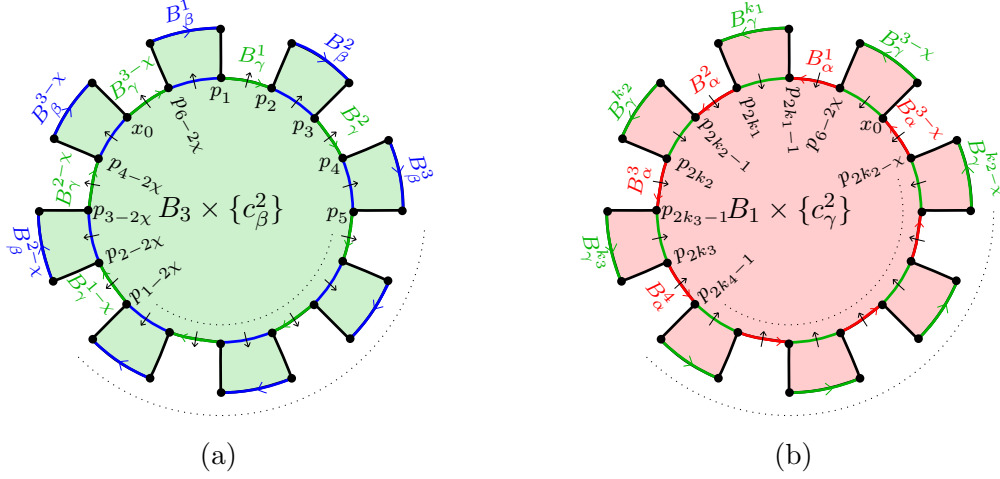 B_β^1
B_γ^1
B_β^2
B_γ^2
B_β^3
B_γ^{3−χ}
B_β^{3−χ}
B_γ^{2−χ}
B_β^{2−χ}
B_γ^{1−χ}
p_1
p_2
p_3
p_4
p_5
p_{6−2χ}
x_0
p_{4−2χ}
p_{3−2χ}
p_{2−2χ}
p_{1−2χ}
B_3 × {c_β^2}
(a)
B_γ^{k_1}
B_α^1
B_γ^{3−χ}
B_α^{3−χ}
B_γ^{k_2−χ}
B_α^2
B_γ^{k_2}
B_α^3
B_γ^{k_3}
B_α^4
p_{2k_1}
p_{2k_1−1}
p_{6−2χ}
x_0
p_{2k_2−χ}
p_{2k_2−1}
p_{2k_2}
p_{2k_3−1}
p_{2k_3}
p_{2k_4−1}
B_1 × {c_γ^2}
(b)